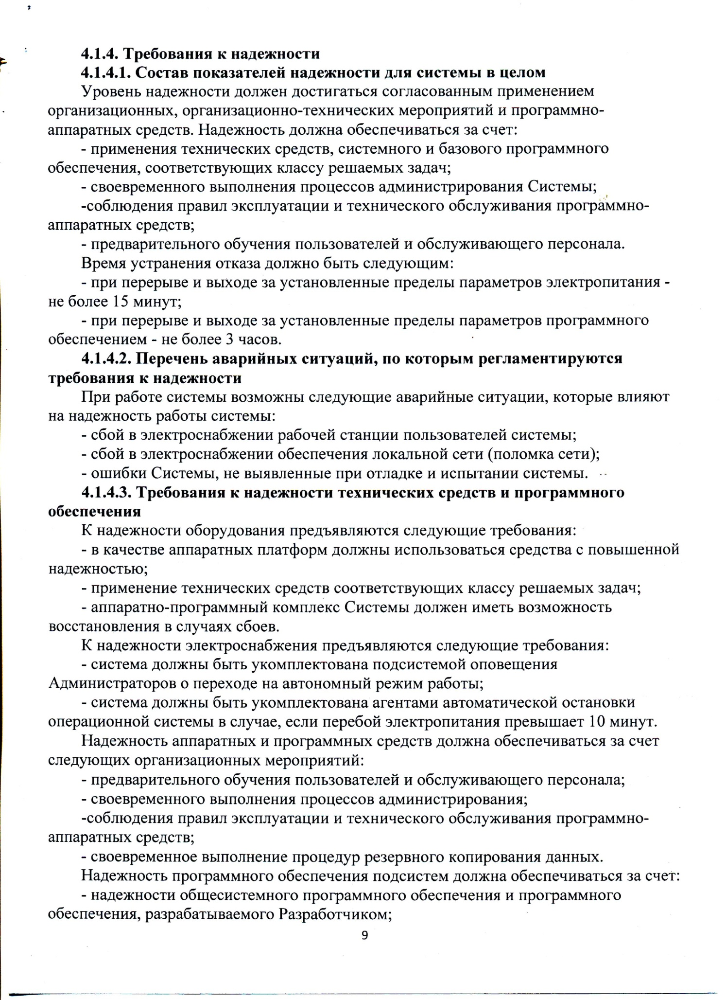 4.1.4. Требования к надежности
4.1.4.1. Состав показателей надежности для системы в целом
Уровень надежности должен достигаться согласованным применением
организационных, организационно-технических мероприятий и программно-
аппаратных средств. Надежность должна обеспечиваться за счет:
- применения технических средств, системного и базового программного
обеспечения, соответствующих классу решаемых задач;
- своевременного выполнения процессов администрирования Системы;
-соблюдения правил эксплуатации и технического обслуживания программно-
аппаратных средств;
- предварительного обучения пользователей и обслуживающего персонала.
Время устранения отказа должно быть следующим:
- при перерыве и выходе за установленные пределы параметров электропитания -
не более 15 минут;
- при перерыве и выходе за установленные пределы параметров программного
обеспечением - не более 3 часов.
4.1.4.2. Перечень аварийных ситуаций, по которым регламентируются
требования к надежности
При работе системы возможны следующие аварийные ситуации, которые влияют
на надежность работы системы:
- сбой в электроснабжении рабочей станции пользователей системы;
- сбой в электроснабжении обеспечения локальной сети (поломка сети);
- ошибки Системы, не выявленные при отладке и испытании системы.
4.1.4.3. Требования к надежности технических средств и программного
обеспечения
К надежности оборудования предъявляются следующие требования:
- в качестве аппаратных платформ должны использоваться средства с повышенной
надежностью;
- применение технических средств соответствующих классу решаемых задач;
- аппаратно-программный комплекс Системы должен иметь возможность
восстановления в случаях сбоев.
К надежности электроснабжения предъявляются следующие требования:
- система должны быть укомплектована подсистемой оповещения
Администраторов о переходе на автономный режим работы;
- система должны быть укомплектована агентами автоматической остановки
операционной системы в случае, если перебой электропитания превышает 10 минут.
Надежность аппаратных и программных средств должна обеспечиваться за счет
следующих организационных мероприятий:
- предварительного обучения пользователей и обслуживающего персонала;
- своевременного выполнения процессов администрирования;
-соблюдения правил эксплуатации и технического обслуживания программно-
аппаратных средств;
- своевременное выполнение процедур резервного копирования данных.
Надежность программного обеспечения подсистем должна обеспечиваться за счет:
- надежности общесистемного программного обеспечения и программного
обеспечения, разрабатываемого Разработчиком;
9